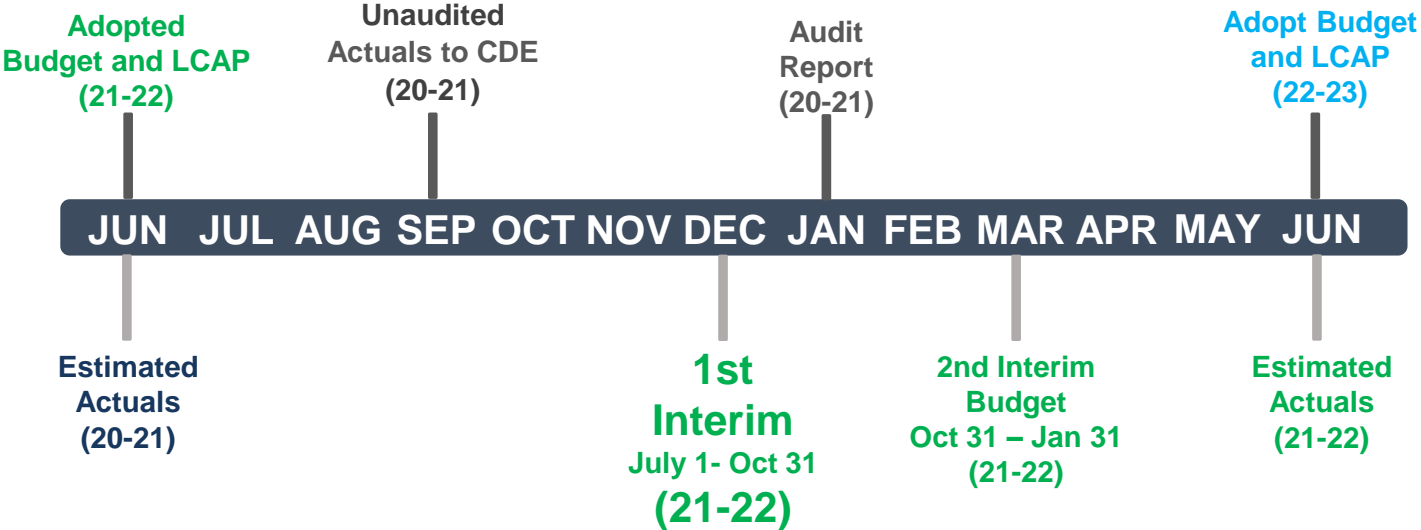 Adopted
Budget and LCAP
(21-22)
Unaudited
Actuals to CDE
(20-21)
Audit
Report
(20-21)
Adopt Budget
and LCAP
(22-23)
JUN JUL AUG SEP OCT NOV DEC JAN FEB MAR APR MAY JUN
Estimated
Actuals
(20-21)
1st
Interim
July 1- Oct 31
(21-22)
2nd Interim
Budget
Oct 31 – Jan 31
(21-22)
Estimated
Actuals
(21-22)